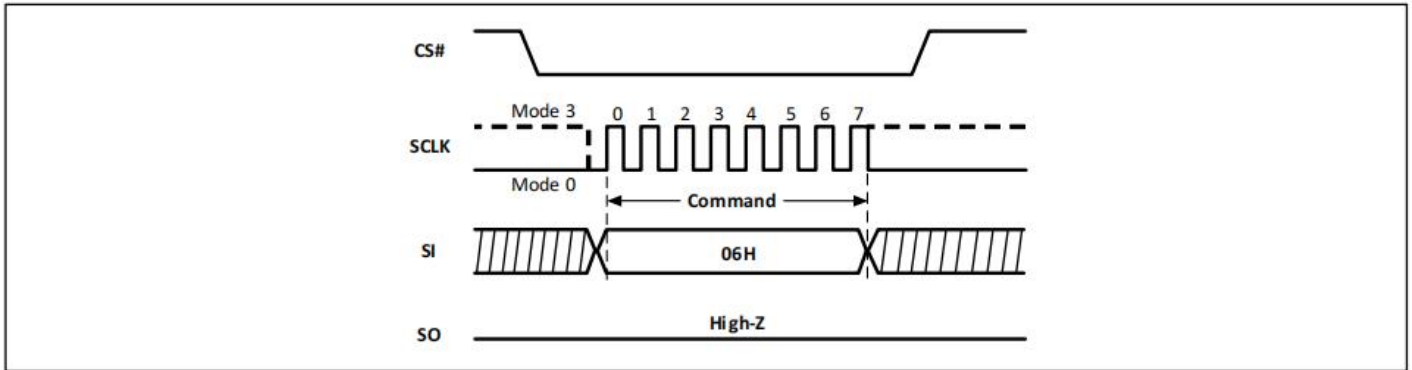 CS#
Mode 3
0 1 2 3 4 5 6 7
SCLK
Mode 0
Command
SI
06H
High-Z
SO